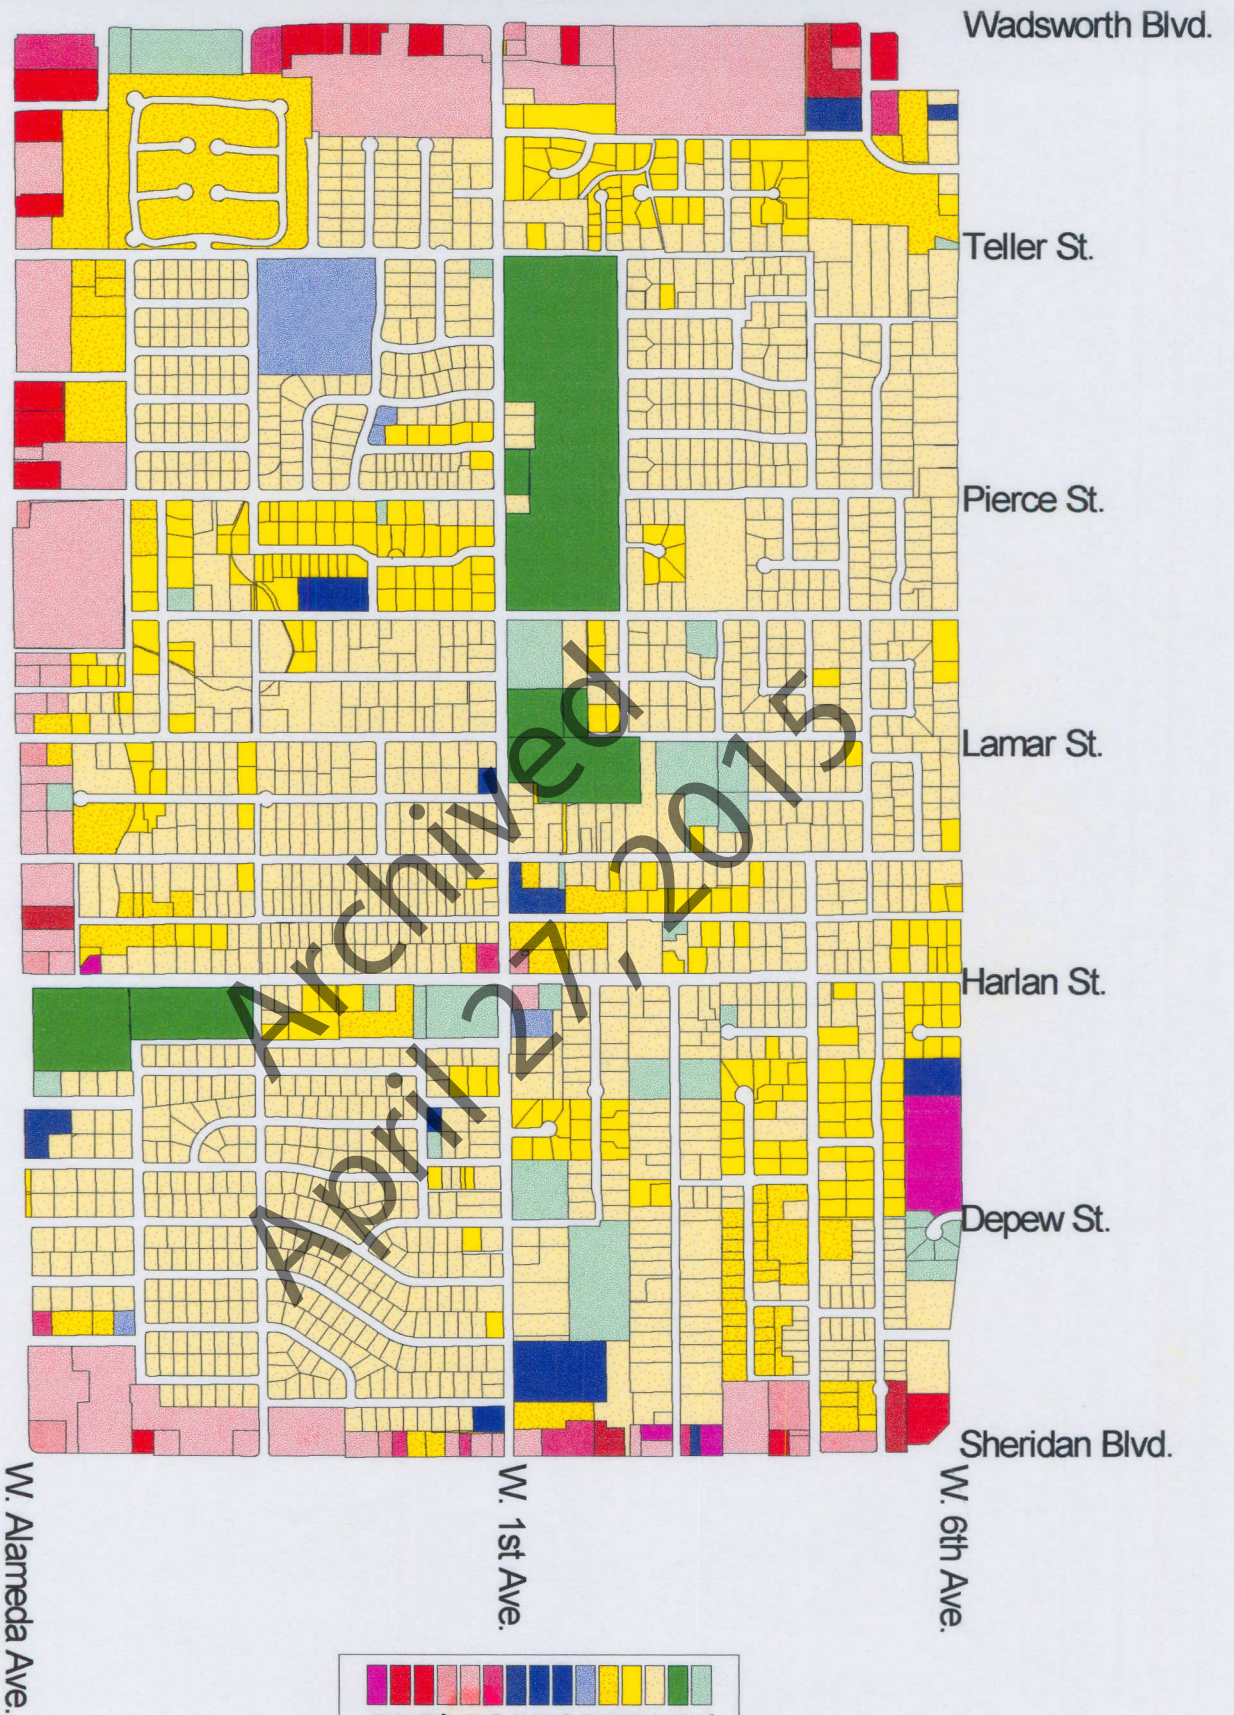 Wadsworth Blvd.
Teller St.
Pierce St.
Lamar St.
Harlan St.
Depew St.
Sheridan Blvd.
W. Alameda Ave.
W. 1st Ave.
W. 6th Ave.
Archived
April 27, 2015